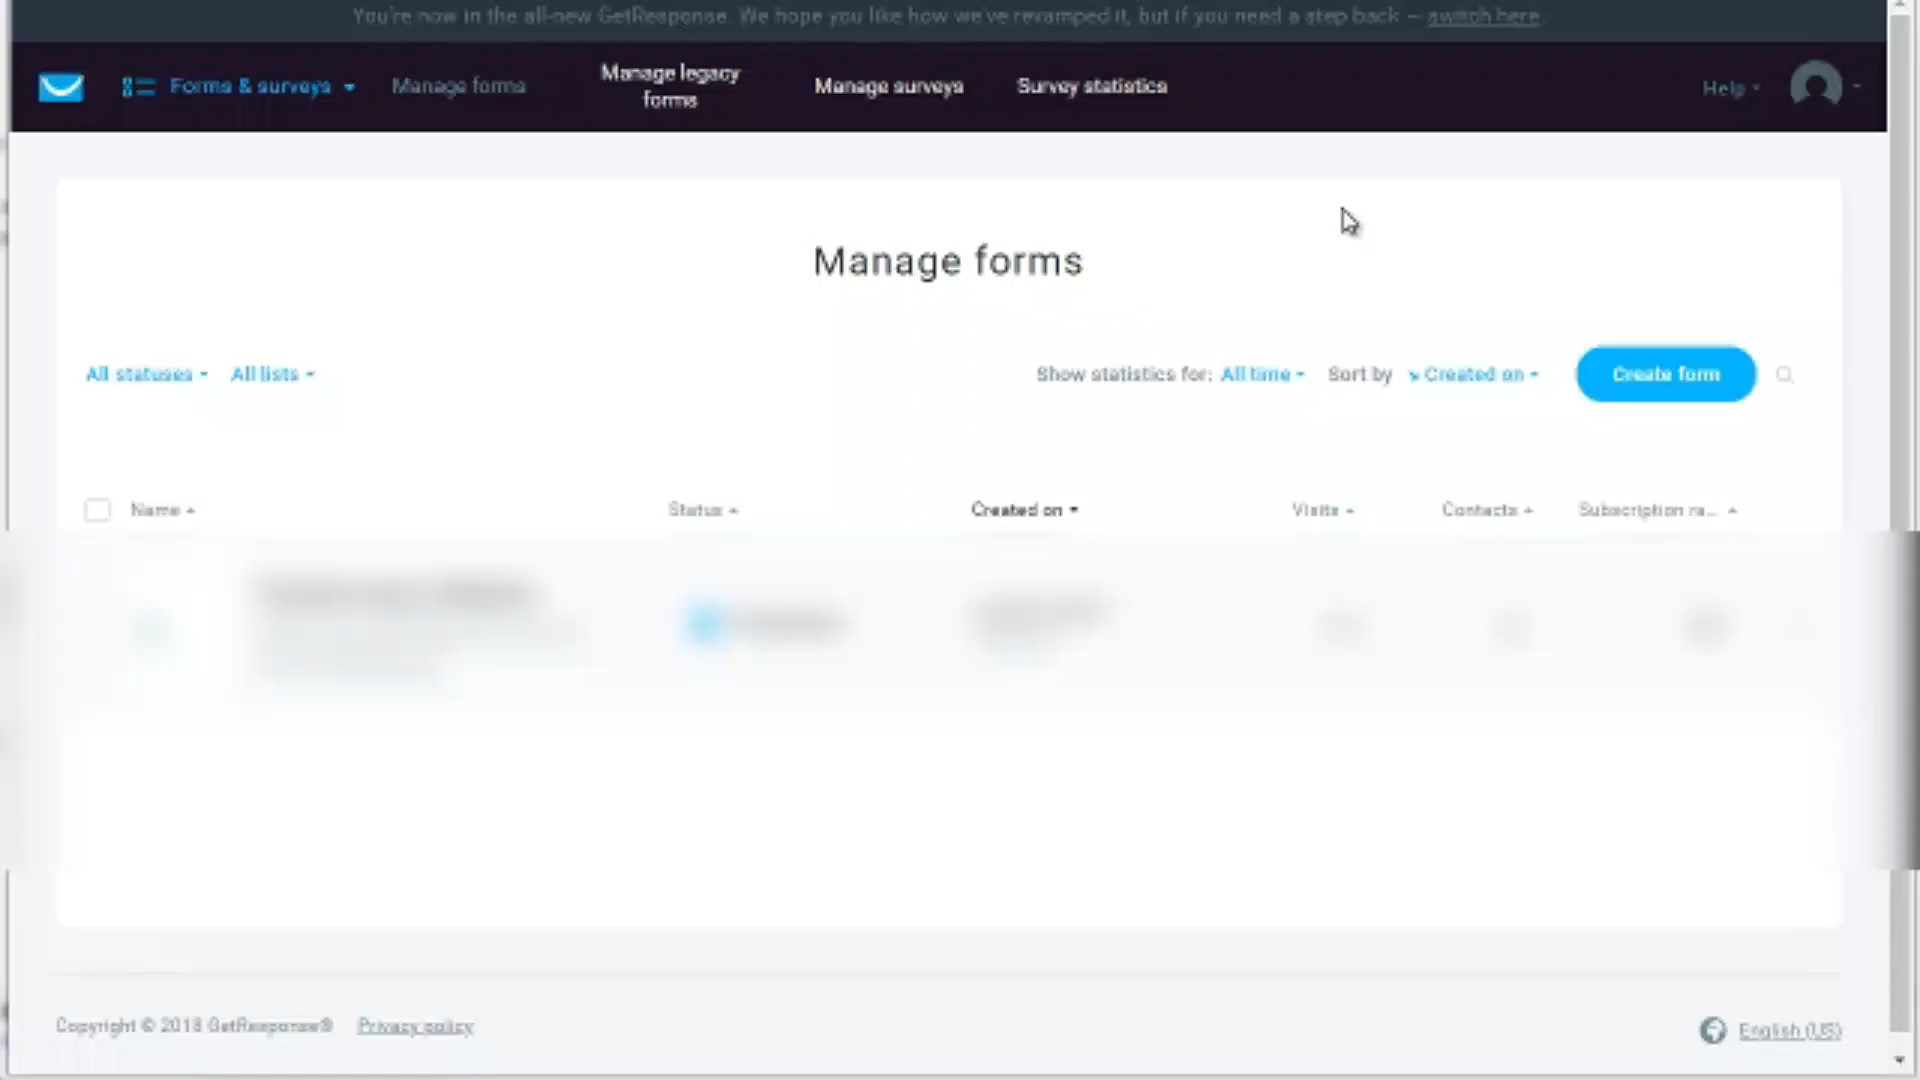 You're now in the all-new GetResponse. We hope you like how we've revamped it, but if you need a step back — switch here.
Forms & surveys
Manage forms
Manage legacy
forms
Manage surveys
Survey statistics
Help
Manage forms
All statuses
All lists
Show statistics for: All time
Sort by
Created on
Create form
Name
Status
Created on
Visits
Contacts
Subscription ra...
Copyright © 2018 GetResponse®
Privacy policy
English (US)